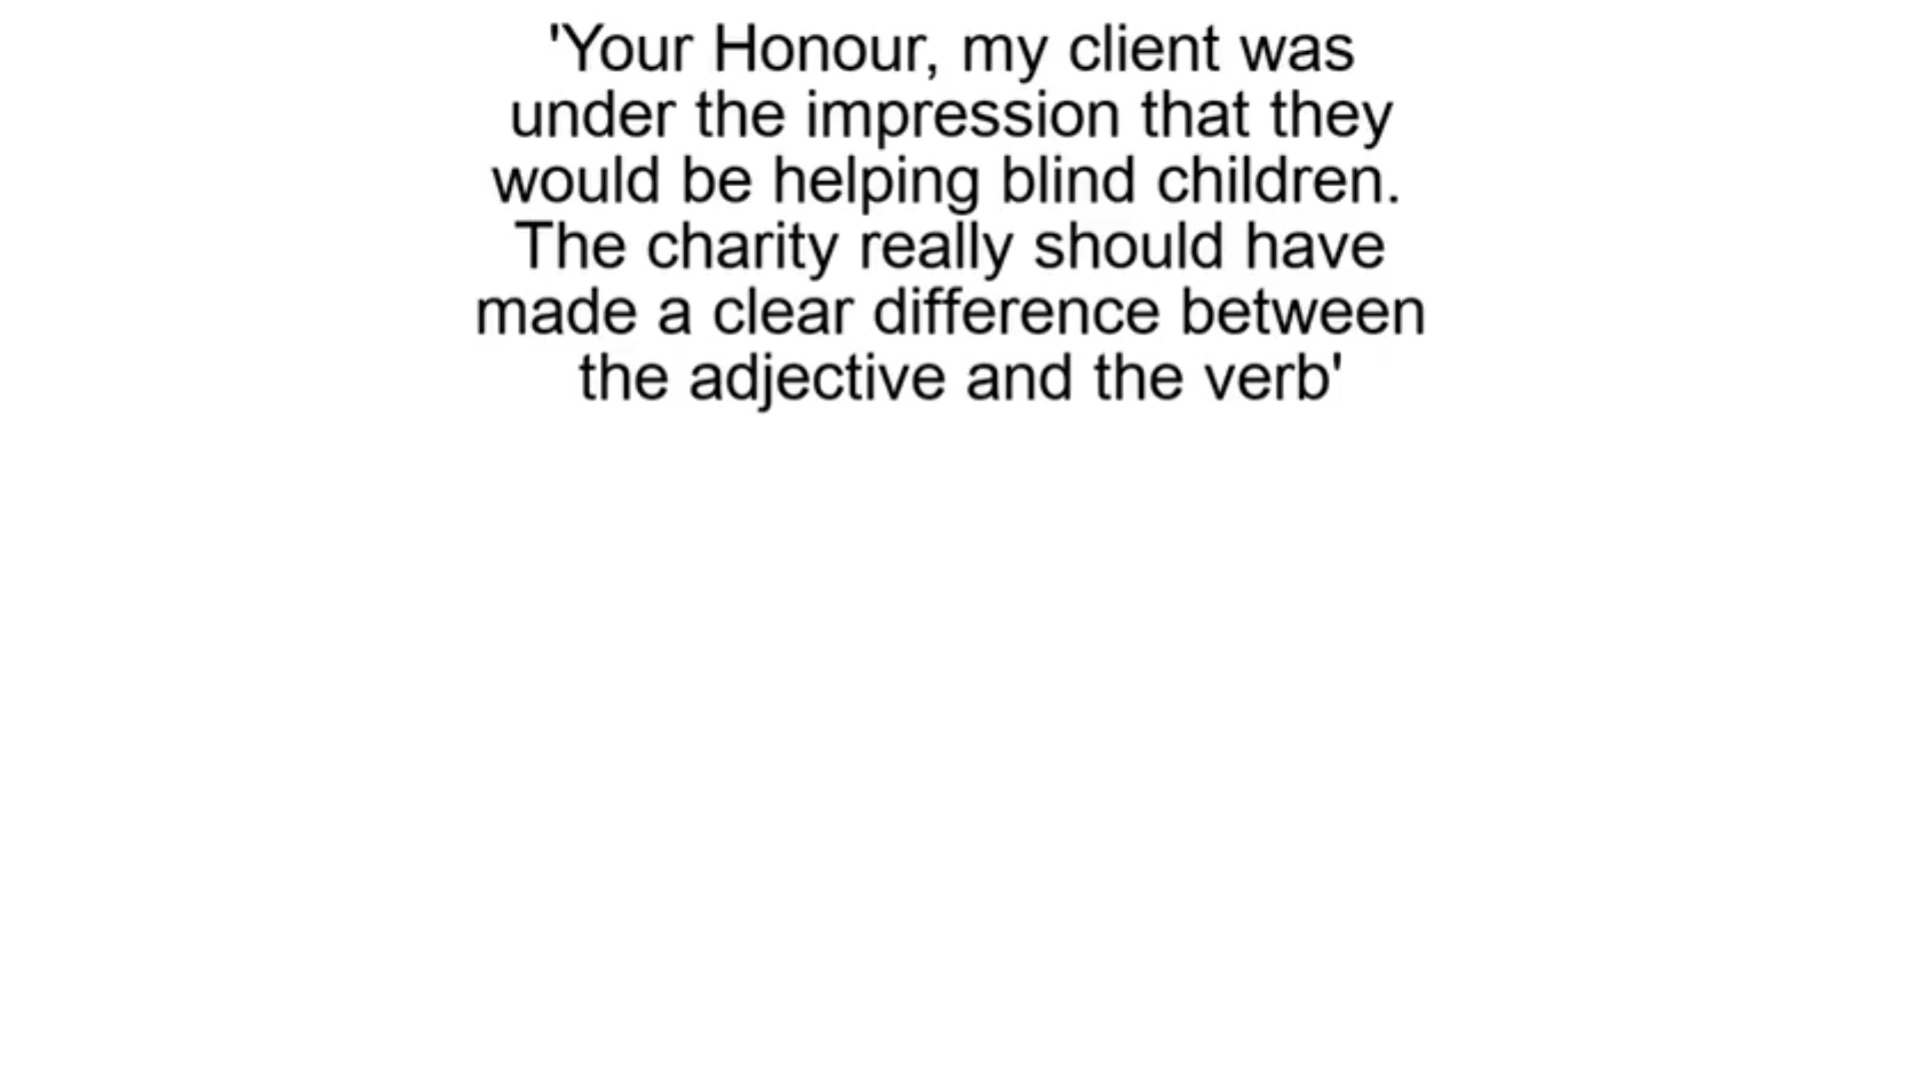 'Your Honour, my client was
under the impression that they
would be helping blind children.
The charity really should have
made a clear difference between
the adjective and the verb'